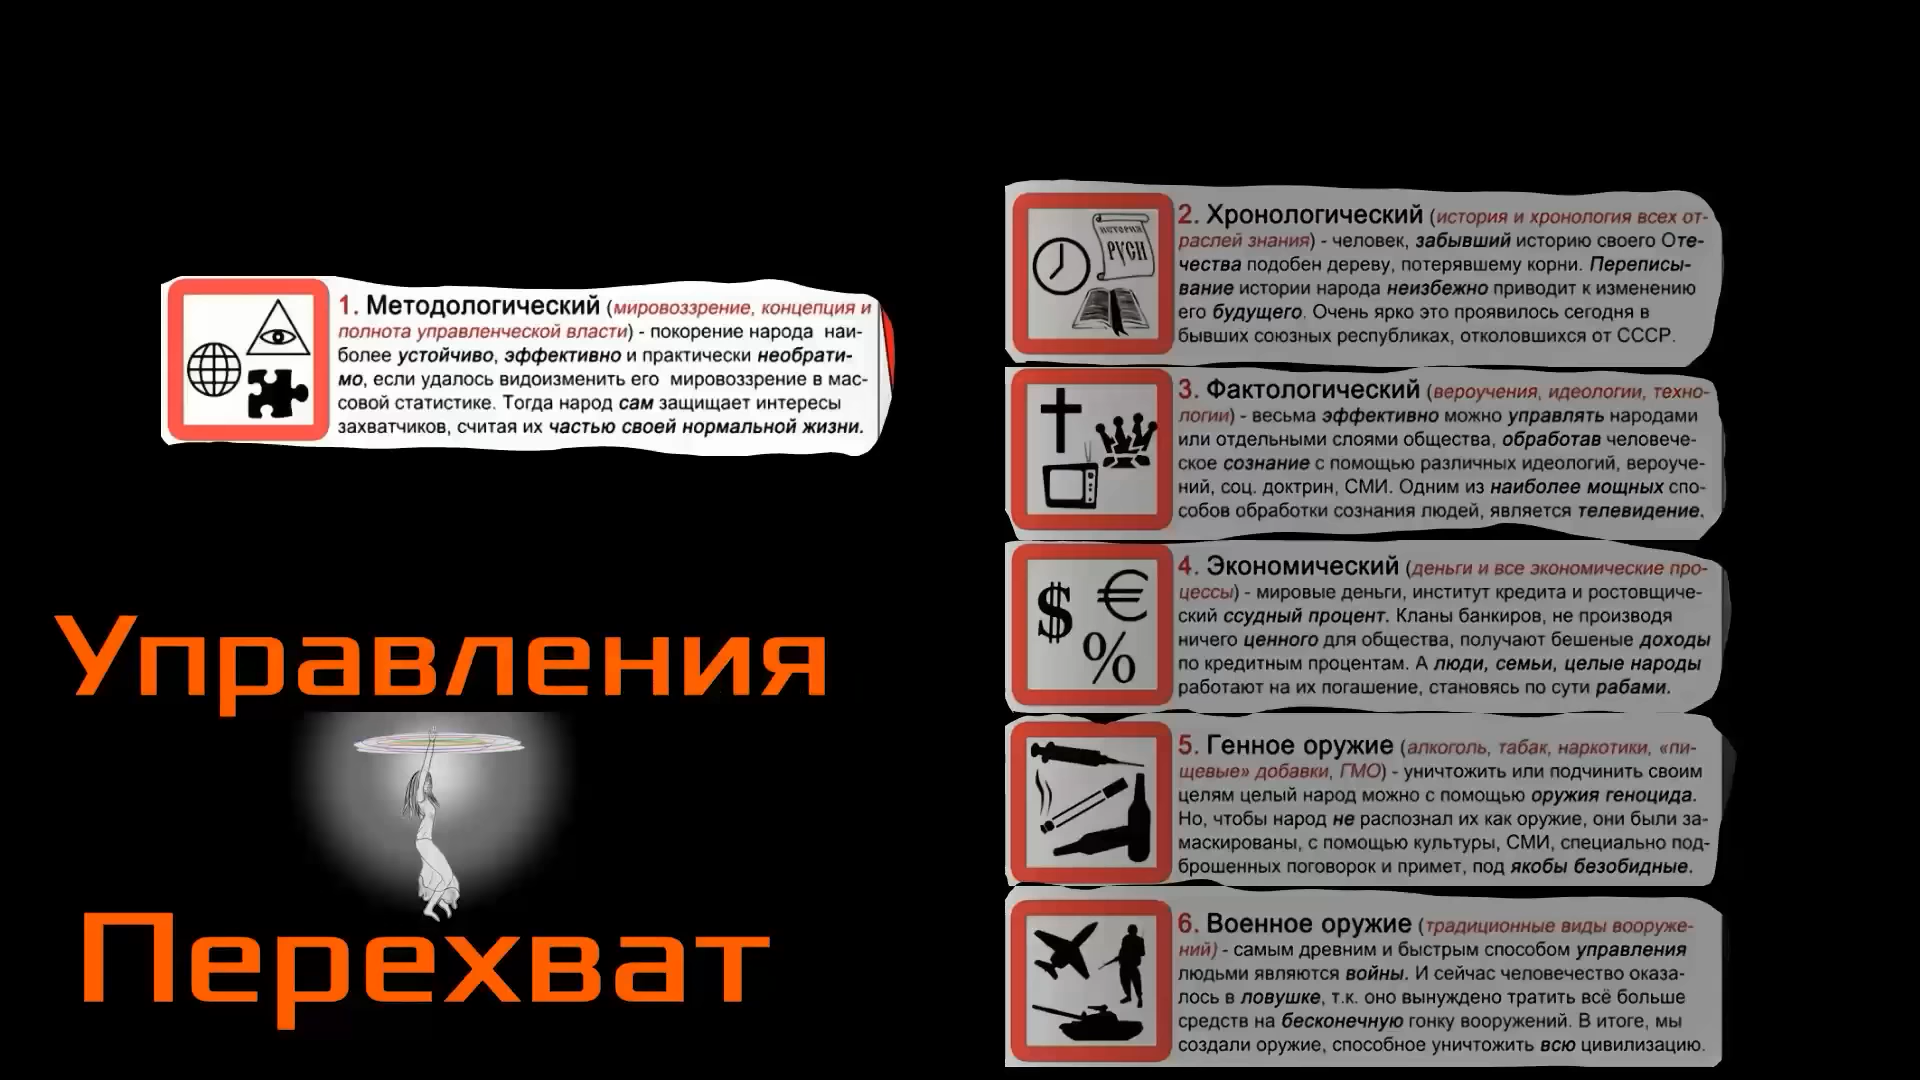 1. Методологический (мировоззрение, концепция и
полнота управленческой власти) - покорение народа наи-
более устойчиво, эффективно и практически необрати-
мо, если удалось видоизменить его мировоззрение в мас-
совой статистике. Тогда народ сам защищает интересы
захватчиков, считая их частью своей нормальной жизни.
Управления
Перехват
ИСТОРИЯ
РУСИ
2. Хронологический (история и хронология всех от-
раслей знания) - человек, забывший историю своего Оте-
чества подобен дереву, потерявшему корни. Переписы-
вание истории народа неизбежно приводит к изменению
его будущего. Очень ярко это проявилось сегодня в
бывших союзных республиках, отколовшихся от СССР.
3. Фактологический (вероучения, идеологии, техно-
логии) - весьма эффективно можно управлять народами
или отдельными слоями общества, обработав человече-
ское сознание с помощью различных идеологий, вероуче-
ний, соц. доктрин, СМИ. Одним из наиболее мощных спо-
собов обработки сознания людей, является телевидение.
$ €
%
4. Экономический (деньги и все экономические про-
цессы) - мировые деньги, институт кредита и ростовщиче-
ский ссудный процент. Кланы банкиров, не производя
ничего ценного для общества, получают бешеные доходы
по кредитным процентам. А люди, семьи, целые народы
работают на их погашение, становясь по сути рабами.
5. Генное оружие (алкоголь, табак, наркотики, «пи-
щевые» добавки, ГМО) - уничтожить или подчинить своим
целям целый народ можно с помощью оружия геноцида.
Но, чтобы народ не распознал их как оружие, они были за-
маскированы, с помощью культуры, СМИ, специально под-
брошенных поговорок и примет, под якобы безобидные.
6. Военное оружие (традиционные виды вооруже-
ний) - самым древним и быстрым способом управления
людьми являются войны. И сейчас человечество оказа-
лось в ловушке, т.к. оно вынуждено тратить всё больше
средств на бесконечную гонку вооружений. В итоге, мы
создали оружие, способное уничтожить всю цивилизацию.